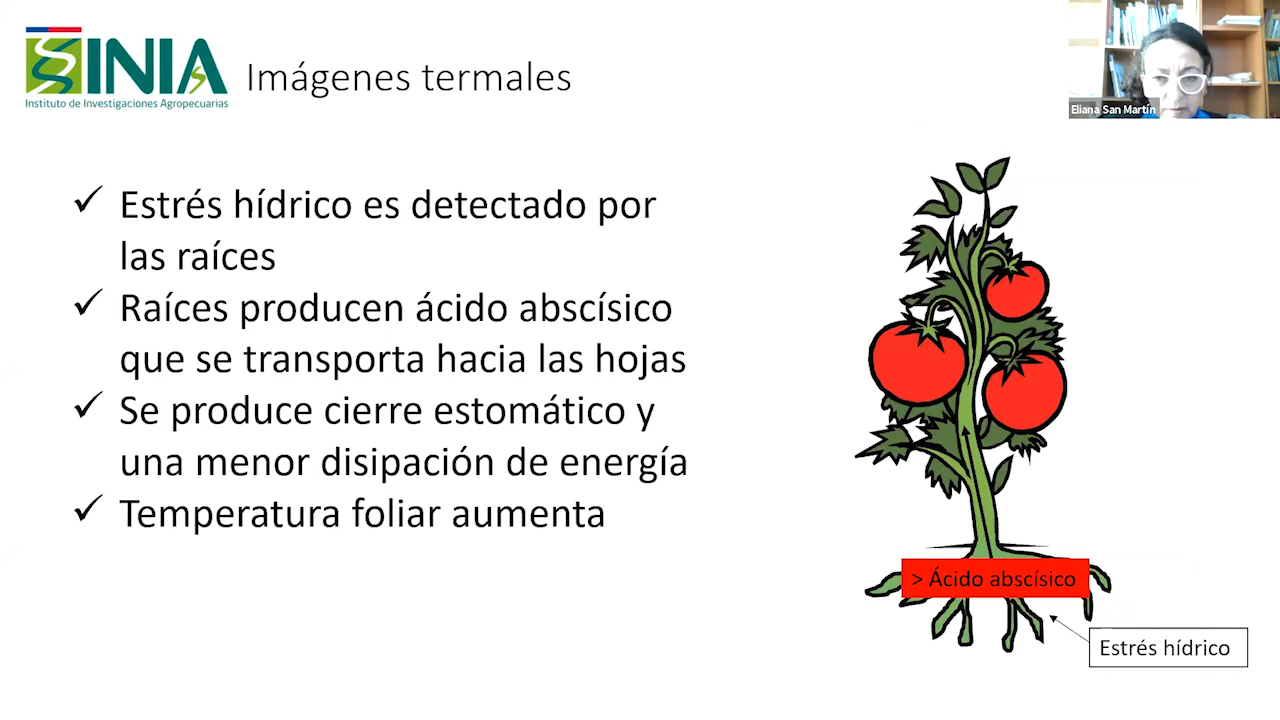 INIA
Instituto de Investigaciones Agropecuarias
Imágenes termales
Eliana San Martín
✓ Estrés hídrico es detectado por
las raíces
✓ Raíces producen ácido abscísico
que se transporta hacia las hojas
✓ Se produce cierre estomático y
una menor disipación de energía
✓ Temperatura foliar aumenta
> Ácido abscísico
Estrés hídrico